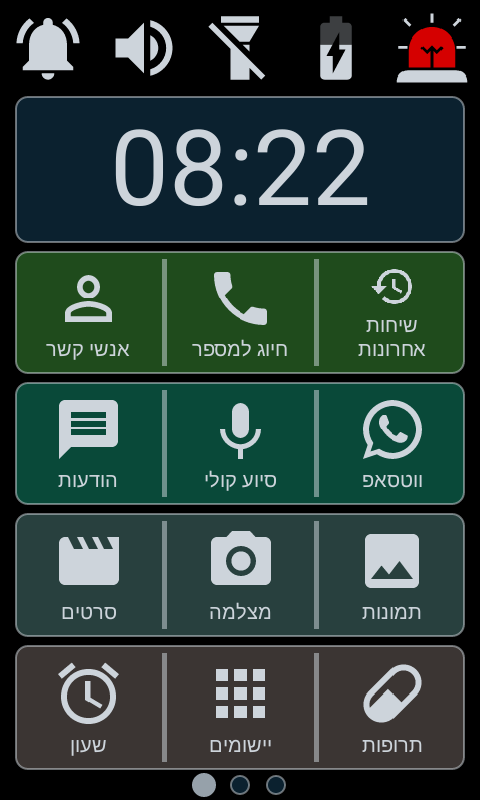 08:22
שיחות
אחרונות
חיוג למספר
אנשי קשר
ווטסאפ
סיוע קולי
הודעות
תמונות
מצלמה
סרטים
תרופות
יישומים
שעון